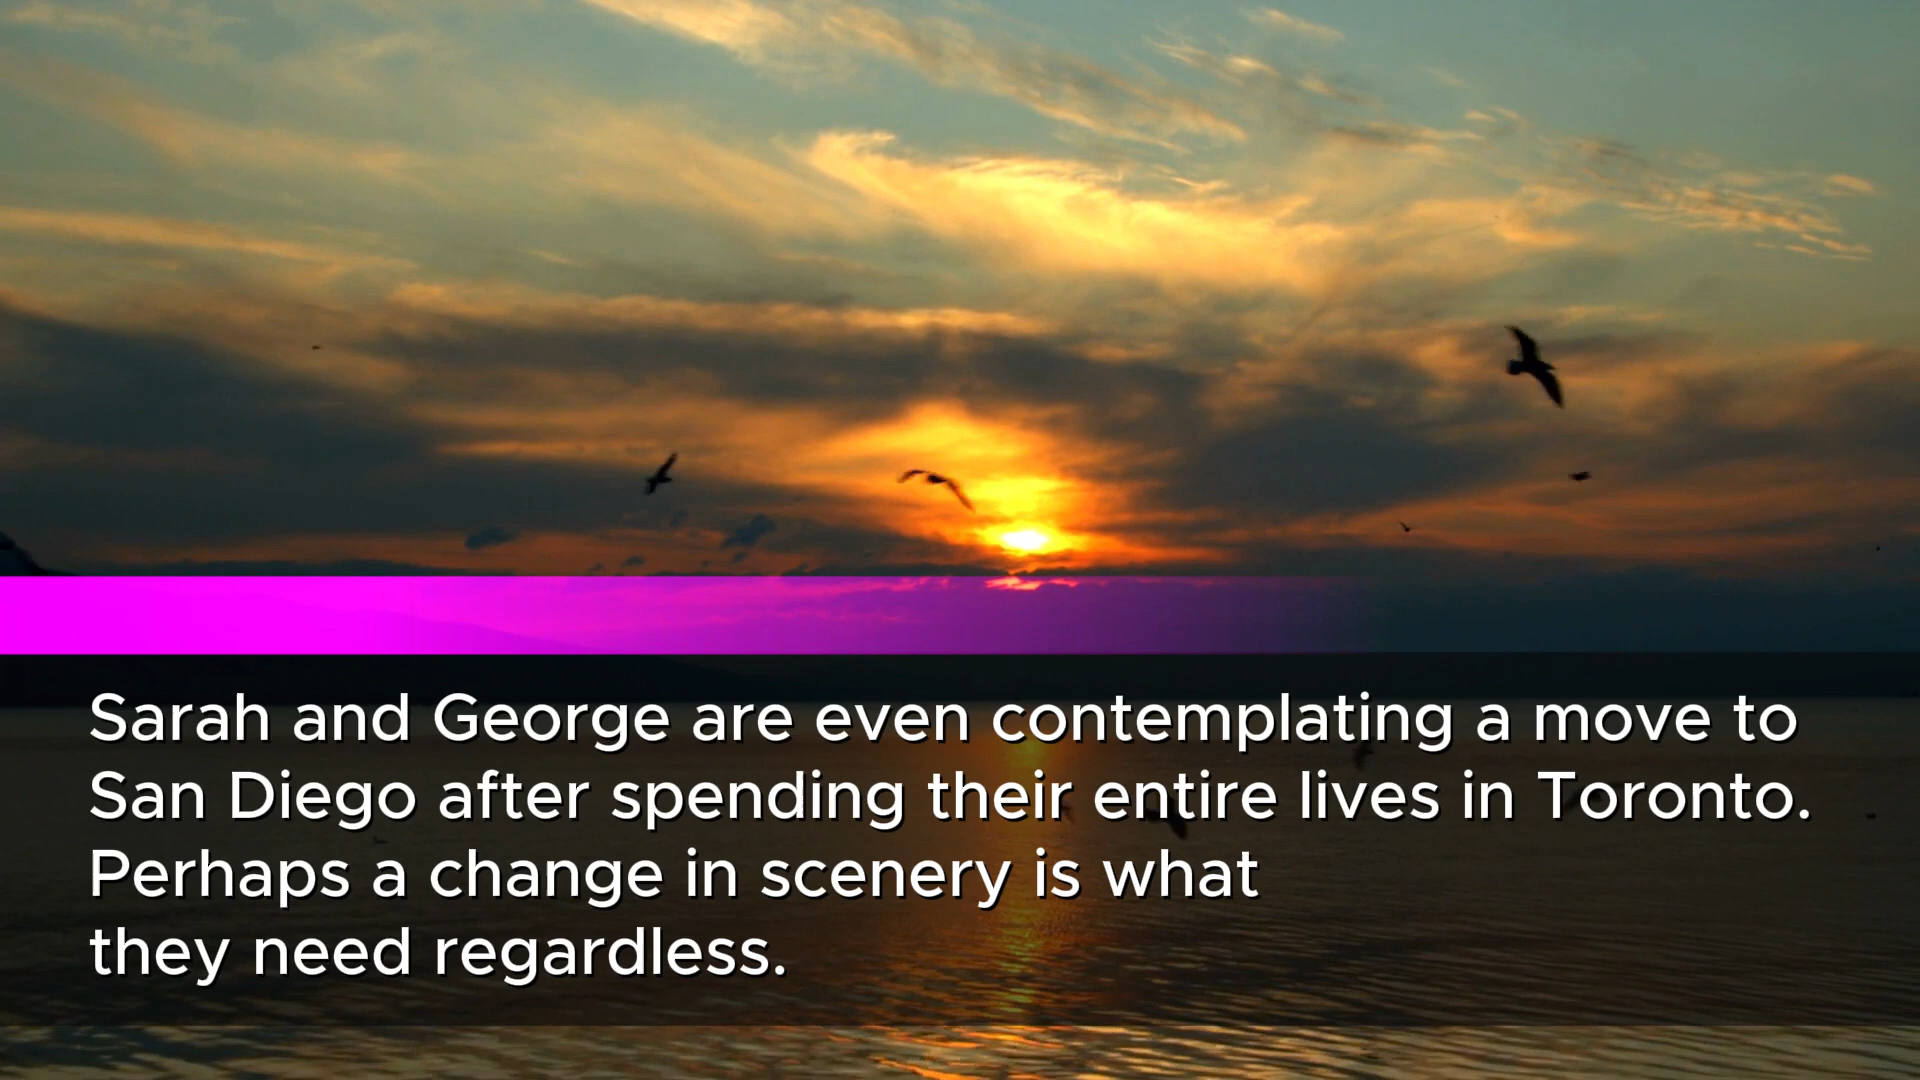 Sarah and George are even contemplating a move to
San Diego after spending their entire lives in Toronto.
Perhaps a change in scenery is what
they need regardless.